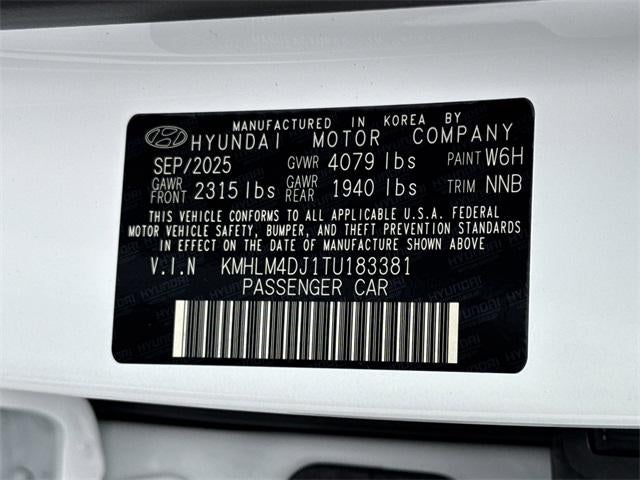 MANUFACTURED IN KOREA BY
HYUNDAI MOTOR COMPANY
SEP/2025 GVWR 4079 lbs PAINT W6H
GAWR FRONT 2315 lbs GAWR REAR 1940 lbs TRIM NNB
THIS VEHICLE CONFORMS TO ALL APPLICABLE U.S.A. FEDERAL
MOTOR VEHICLE SAFETY, BUMPER, AND THEFT PREVENTION STANDARDS
IN EFFECT ON THE DATE OF MANUFACTURE SHOWN ABOVE
V.I.N KMHLM4DJ1TU183381
PASSENGER CAR